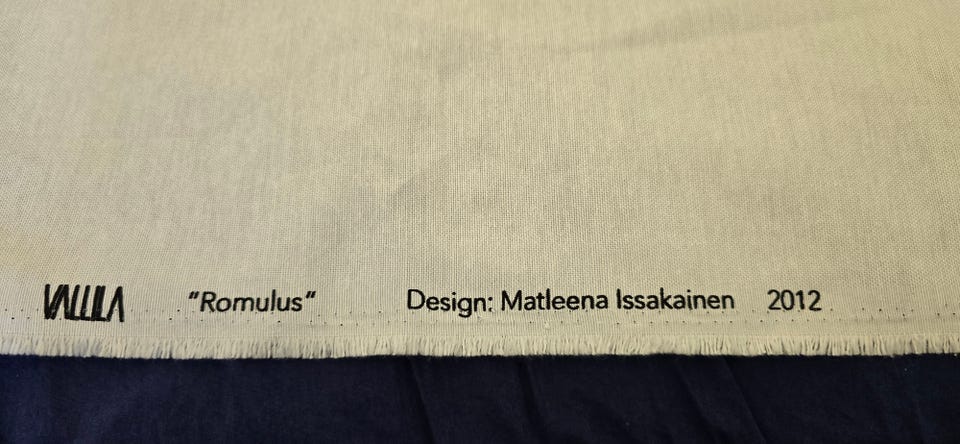 VALLILA "Romulus" Design: Matleena Issakainen 2012